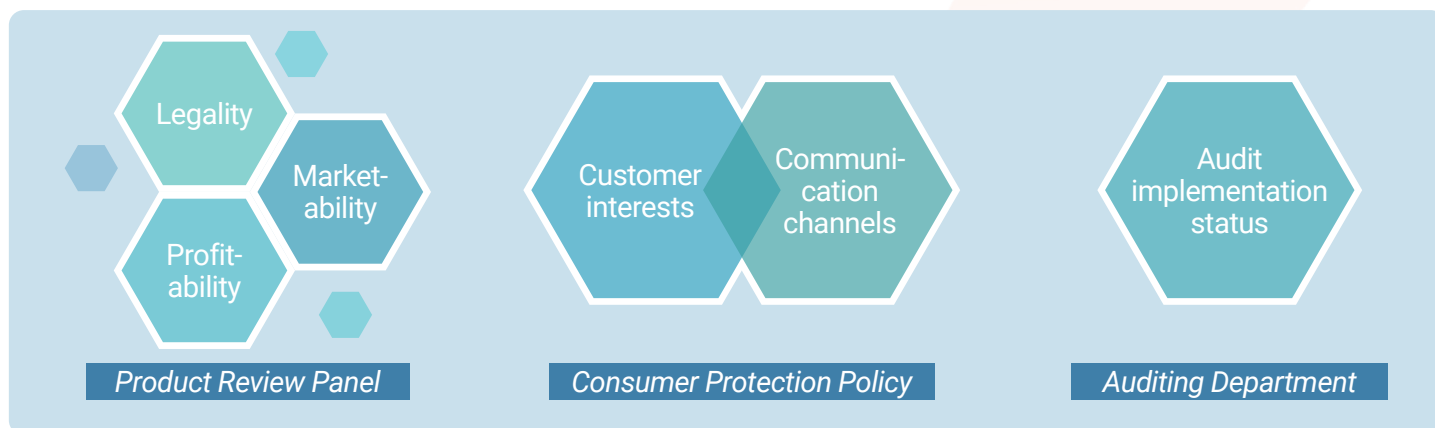 Legality
Market-
ability
Profit-
ability
Product Review Panel
Customer
interests
Communi-
cation
channels
Consumer Protection Policy
Audit
implementation
status
Auditing Department